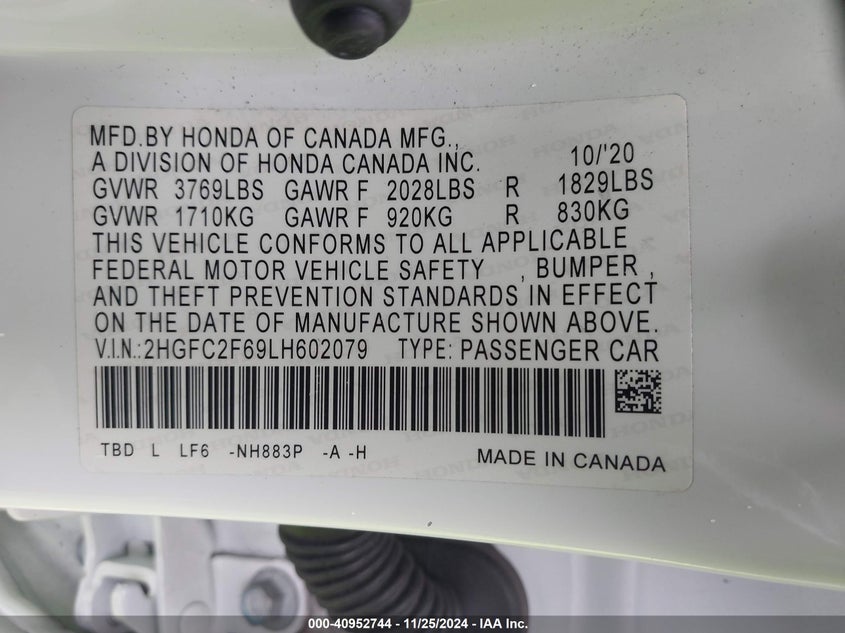 MFD.BY HONDA OF CANADA MFG.,
A DIVISION OF HONDA CANADA INC. 10/'20
GVWR 3769LBS GAWR F 2028LBS R 1829LBS
GVWR 1710KG GAWR F 920KG R 830KG
THIS VEHICLE CONFORMS TO ALL APPLICABLE
FEDERAL MOTOR VEHICLE SAFETY , BUMPER ,
AND THEFT PREVENTION STANDARDS IN EFFECT
ON THE DATE OF MANUFACTURE SHOWN ABOVE.
V.I.N.:2HGFC2F69LH602079 TYPE: PASSENGER CAR
TBD L LF6 -NH883P -A -H MADE IN CANADA
000-40952744 - 11/25/2024 - IAA Inc.